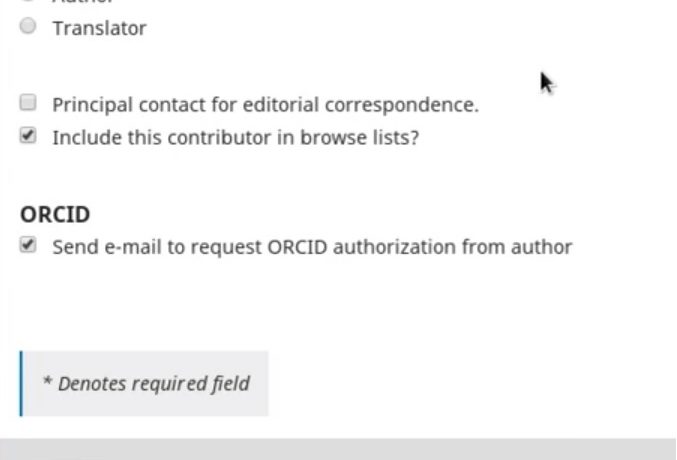 Translator
Principal contact for editorial correspondence.
Include this contributor in browse lists?
ORCID
Send e-mail to request ORCID authorization from author
* Denotes required field